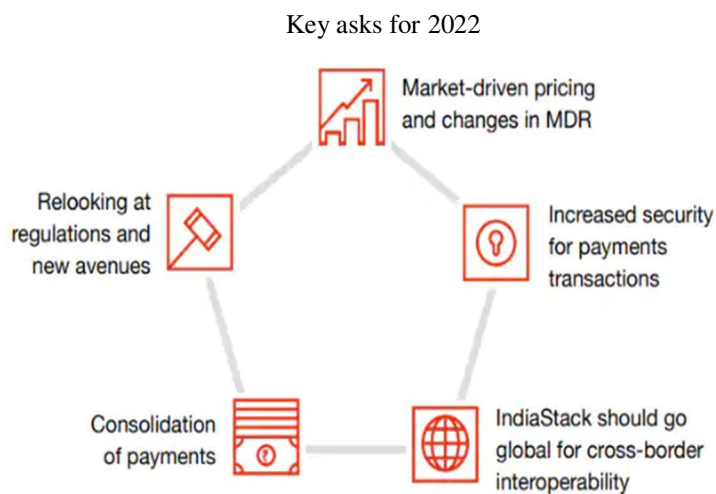 Key asks for 2022
Market-driven pricing
and changes in MDR
Increased security
for payments
transactions
IndiaStack should go
global for cross-border
interoperability
Consolidation
of payments
₹
Relooking at
regulations and
new avenues